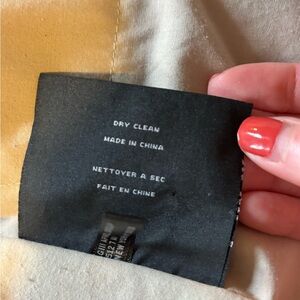 DRY CLEAN
MADE IN CHINA
NETTOYER A SEC
FAIT EN CHINE